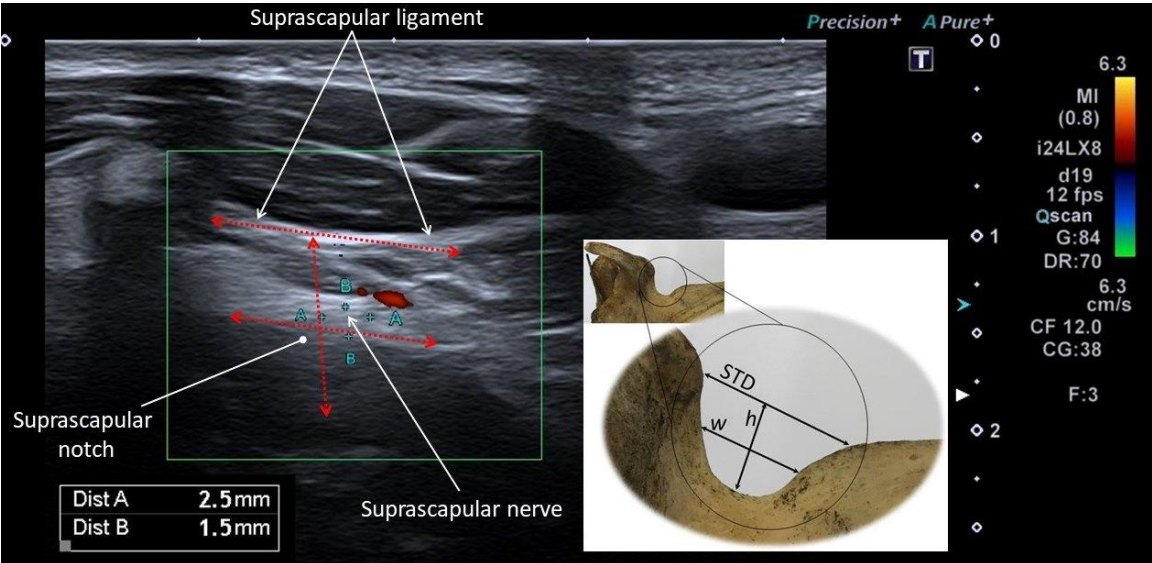 Suprascapular ligament
Precision+ APure+
T
0
6.3
MI
(0.8)
i24LX8
d19
12 fps
Qscan
G:84
DR:70
6.3
cm/s
CF 12.0
CG:38
F:3
1
2
B
A
A
B
Suprascapular
notch
Suprascapular nerve
Dist A 2.5mm
Dist B 1.5mm
STD
h
w